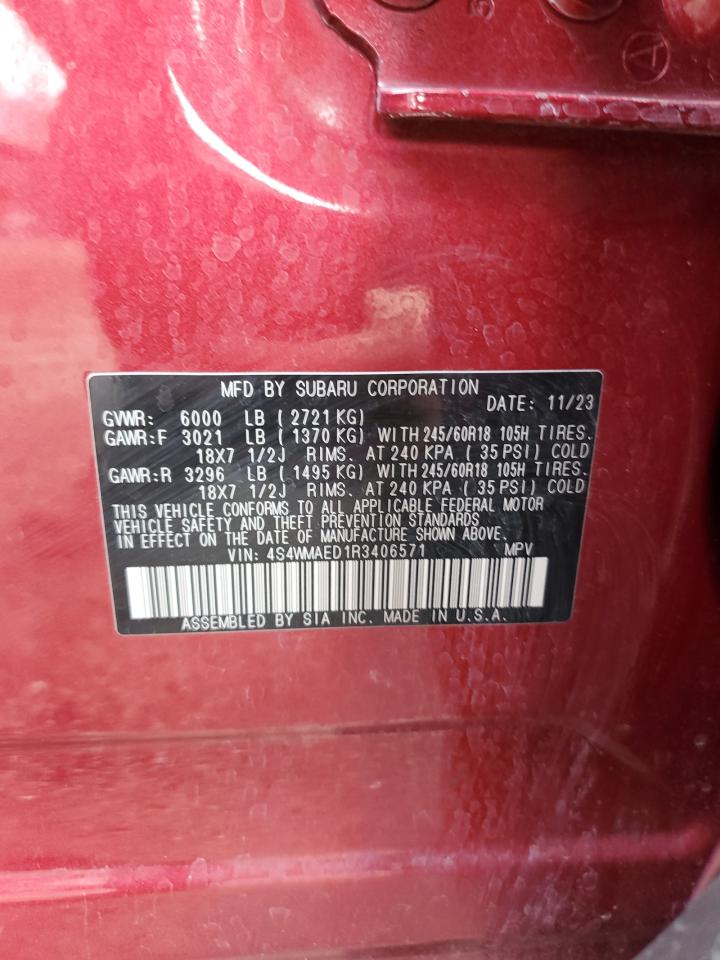 MFD BY SUBARU CORPORATION
DATE: 11/23
GVWR: 6000 LB ( 2721 KG)
GAWR:F 3021 LB ( 1370 KG) WITH 245/60R18 105H TIRES.
18X7 1/2J RIMS. AT 240 KPA ( 35 PSI) COLD
GAWR:R 3296 LB ( 1495 KG) WITH 245/60R18 105H TIRES.
18X7 1/2J RIMS. AT 240 KPA ( 35 PSI) COLD
THIS VEHICLE CONFORMS TO ALL APPLICABLE FEDERAL MOTOR
VEHICLE SAFETY AND THEFT PREVENTION STANDARDS
IN EFFECT ON THE DATE OF MANUFACTURE SHOWN ABOVE.
VIN: 4S4WMAED1R3406571 MPV
ASSEMBLED BY SIA INC. MADE IN U.S.A.